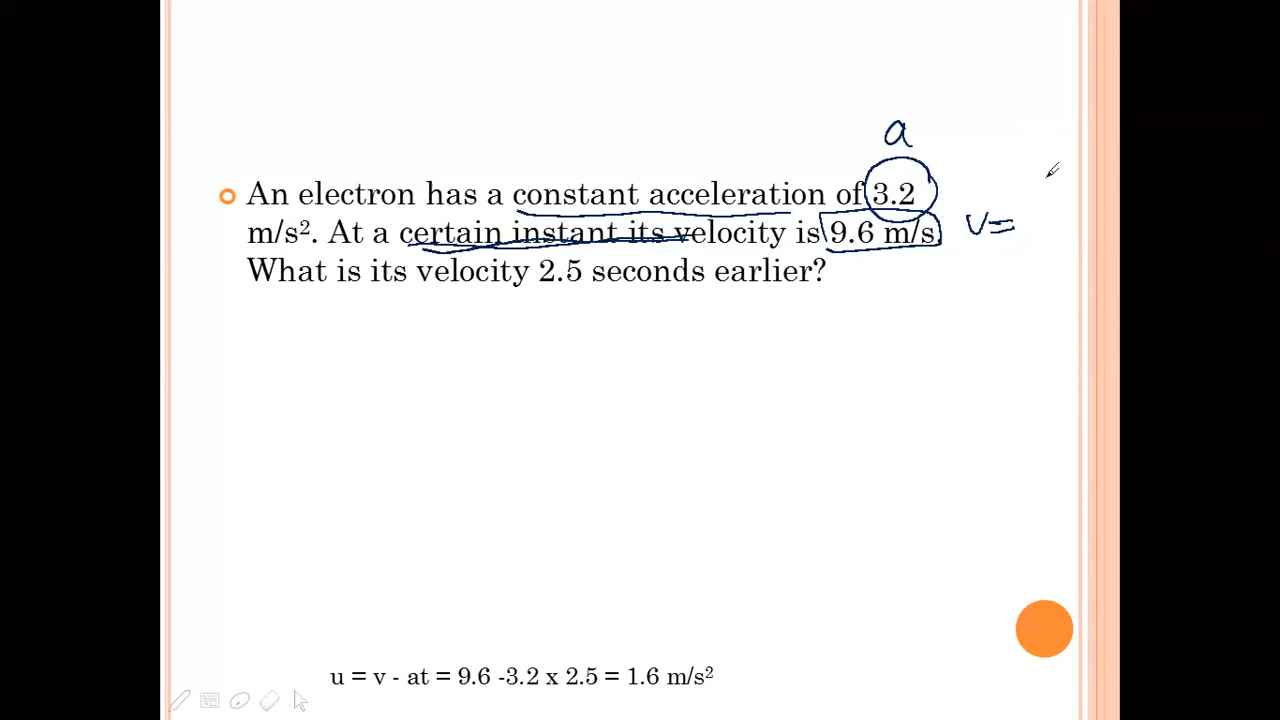 a
An electron has a constant acceleration of 3.2
m/s². At a certain instant its velocity is 9.6 m/s. v=
What is its velocity 2.5 seconds earlier?
u = v - at = 9.6 -3.2 x 2.5 = 1.6 m/s²